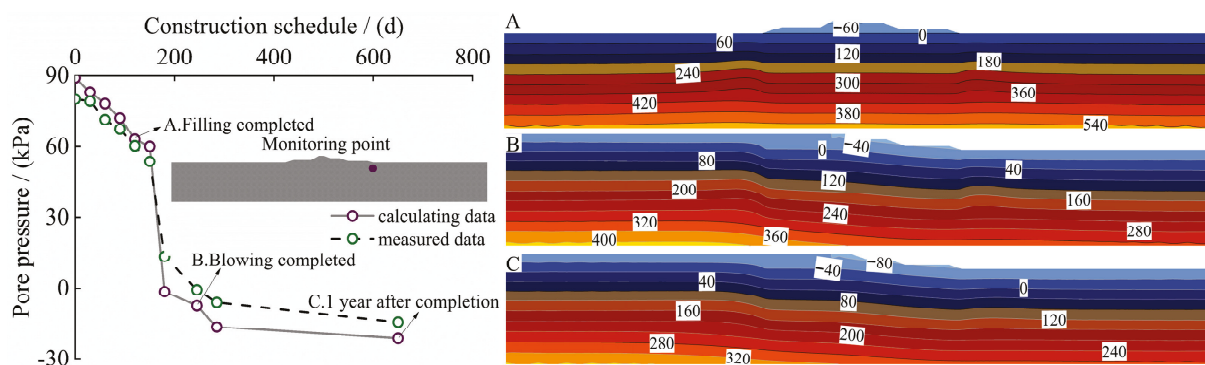 Construction schedule / (d)
0 200 400 600 800
Pore pressure / (kPa)
90
60
30
0
-30
A.Filling completed
Monitoring point
calculating data
measured data
B.Blowing completed
C.1 year after completion
A
-60
60 0
120
180
240
300
360
420
380
540
B
-40
0
80 40
120
200 160
240
320 280
400 360
C
-80
-40
40 0
80
160 120
200
280 240
320